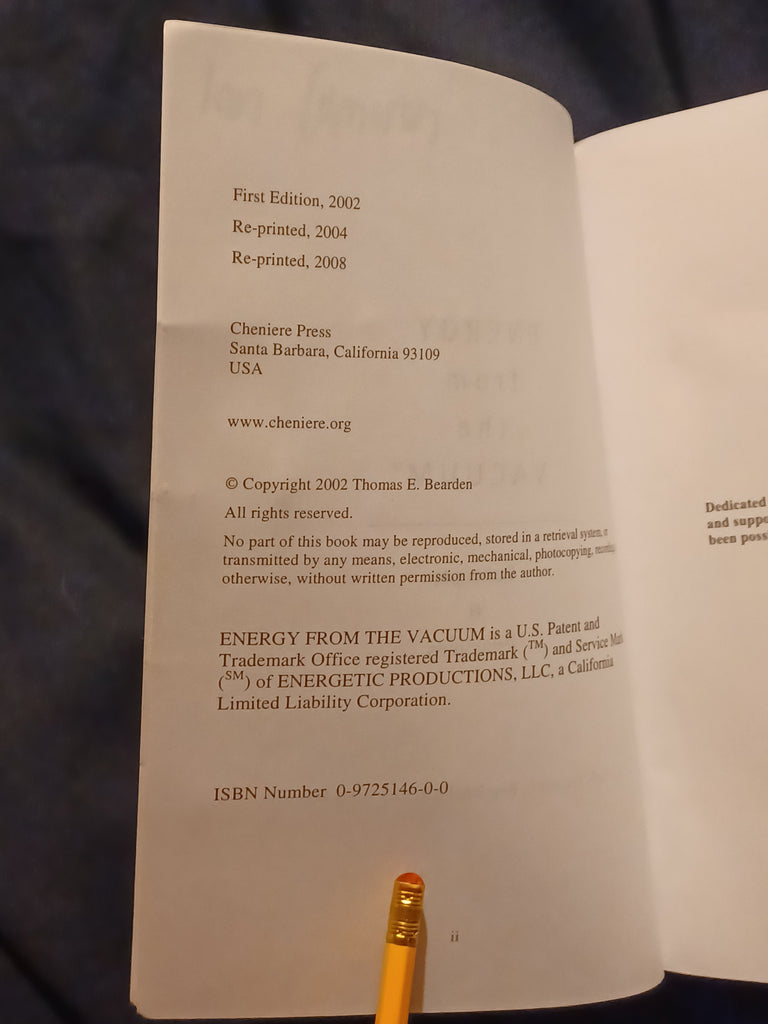 First Edition, 2002
Re-printed, 2004
Re-printed, 2008
Cheniere Press
Santa Barbara, California 93109
USA
www.cheniere.org
© Copyright 2002 Thomas E. Bearden
All rights reserved.
No part of this book may be reproduced, stored in a retrieval system, or
transmitted by any means, electronic, mechanical, photocopying,
otherwise, without written permission from the author.
ENERGY FROM THE VACUUM is a U.S. Patent and
Trademark Office registered Trademark (TM) and Service
(SM) of ENERGETIC PRODUCTIONS, LLC, a California
Limited Liability Corporation.
ISBN Number 0-9725146-0-0
ii
Dedicated
and suppo
been poss